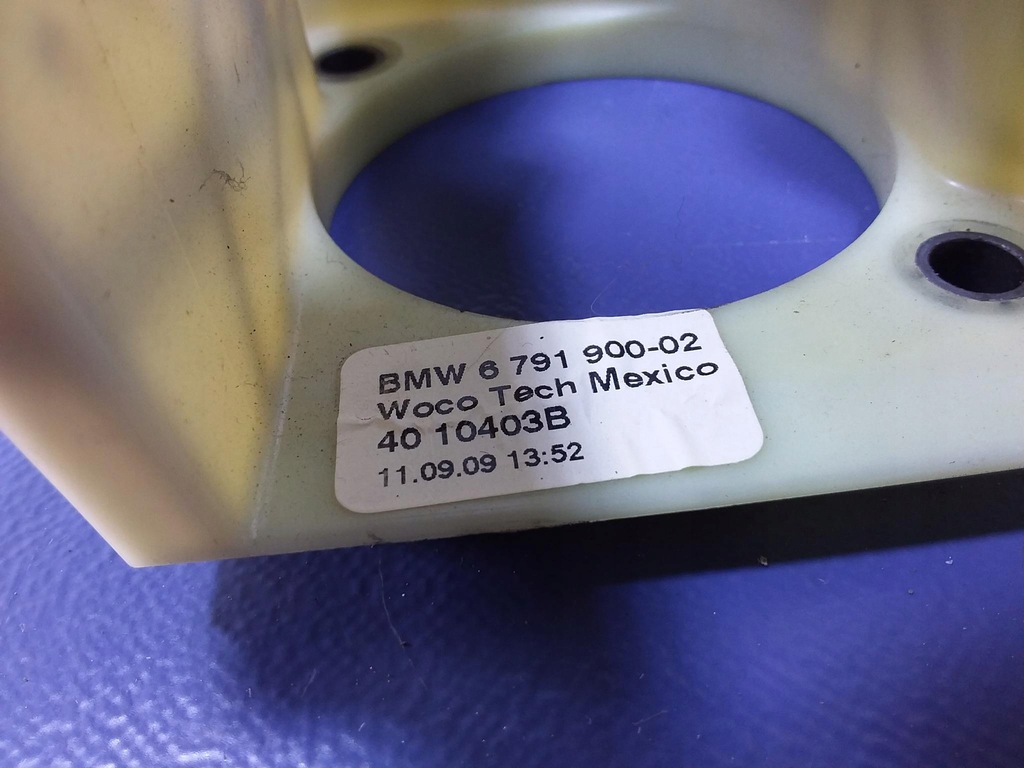 BMW 6 791 900-02
Woco Tech Mexico
40 10403B
11.09.09 13:52